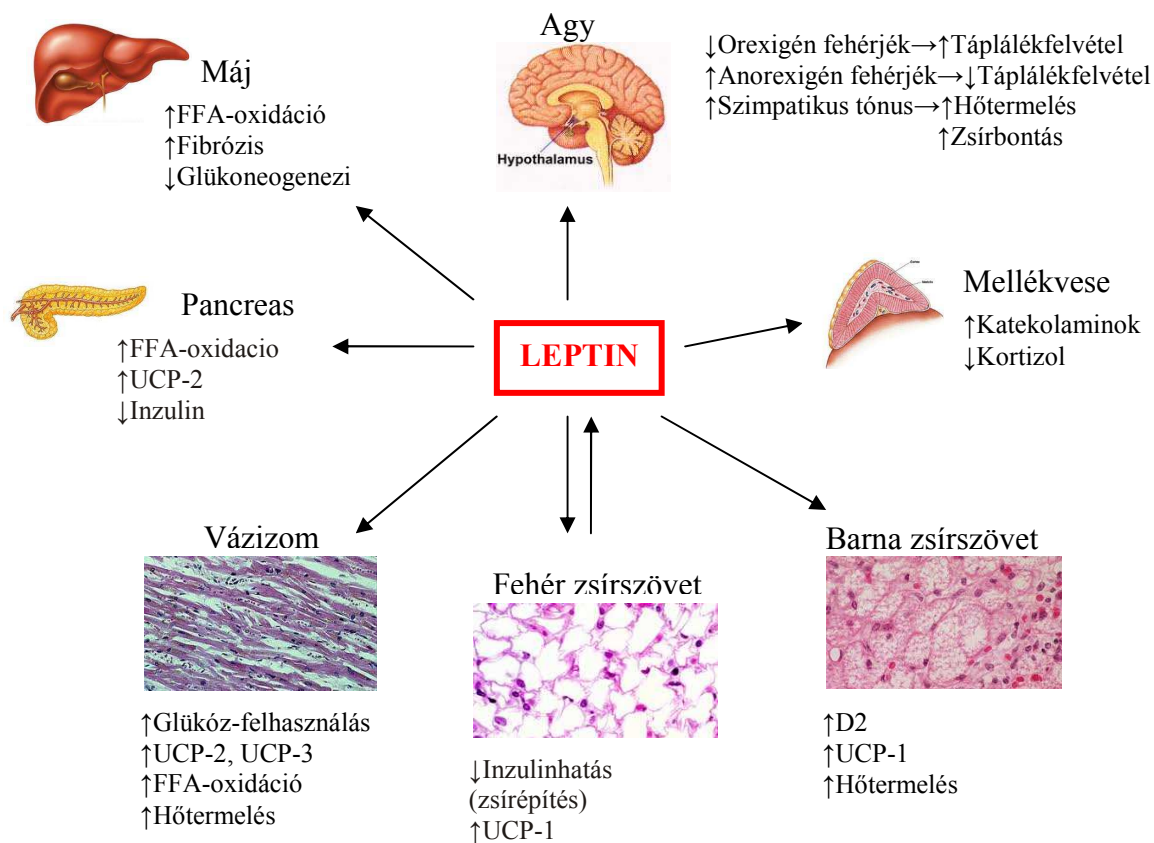 Agy
↓Orexigén fehérjék→↑Táplálékfelvétel
↑Anorexigén fehérjék→↓Táplálékfelvétel
↑Szimpatikus tónus→↑Hőtermelés
↑Zsírbontás
Hypothalamus
Máj
↑FFA-oxidáció
↑Fibrózis
↓Glükoneogenezi
Pancreas
↑FFA-oxidacio
↑UCP-2
↓Inzulin
LEPTIN
Mellékvese
↑Katekolaminok
↓Kortizol
Vázizom
↑Glükóz-felhasználás
↑UCP-2, UCP-3
↑FFA-oxidáció
↑Hőtermelés
Fehér zsírszövet
↓Inzulinhatás
(zsírépítés)
↑UCP-1
Barna zsírszövet
↑D2
↑UCP-1
↑Hőtermelés